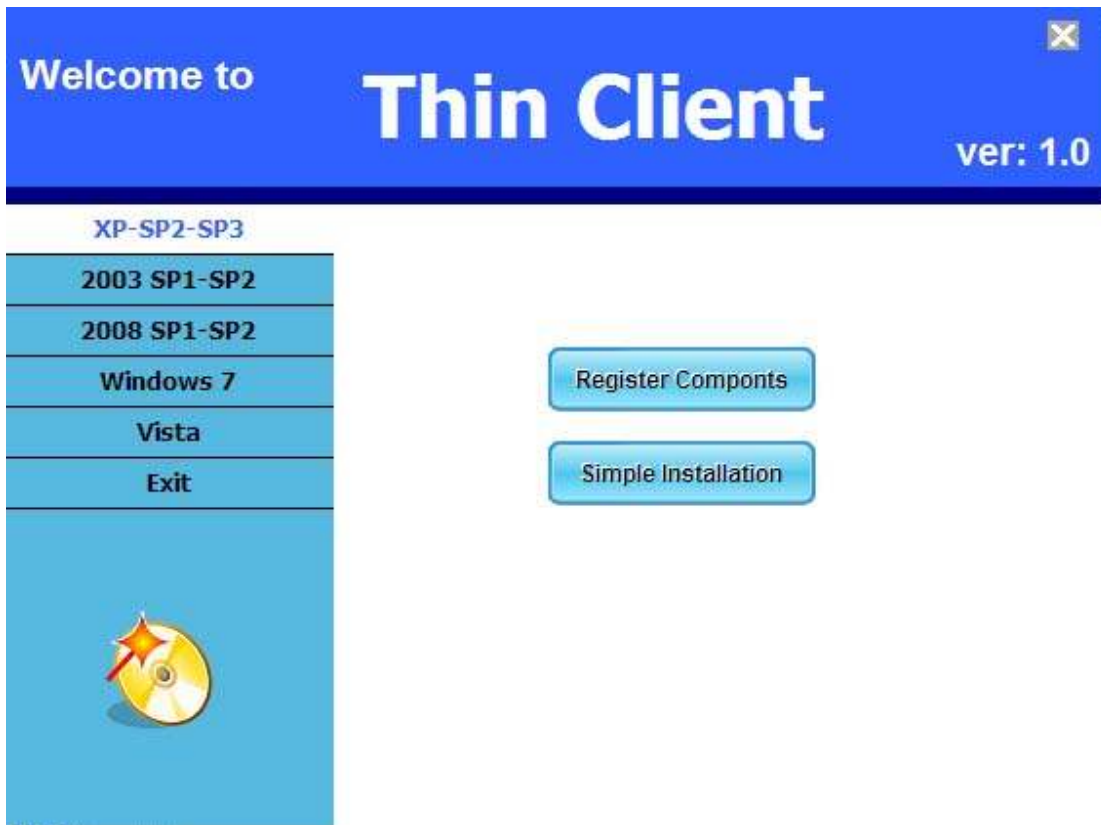 Welcome to
Thin Client
ver: 1.0
XP-SP2-SP3
2003 SP1-SP2
2008 SP1-SP2
Windows 7
Vista
Exit
Register Componts
Simple Installation